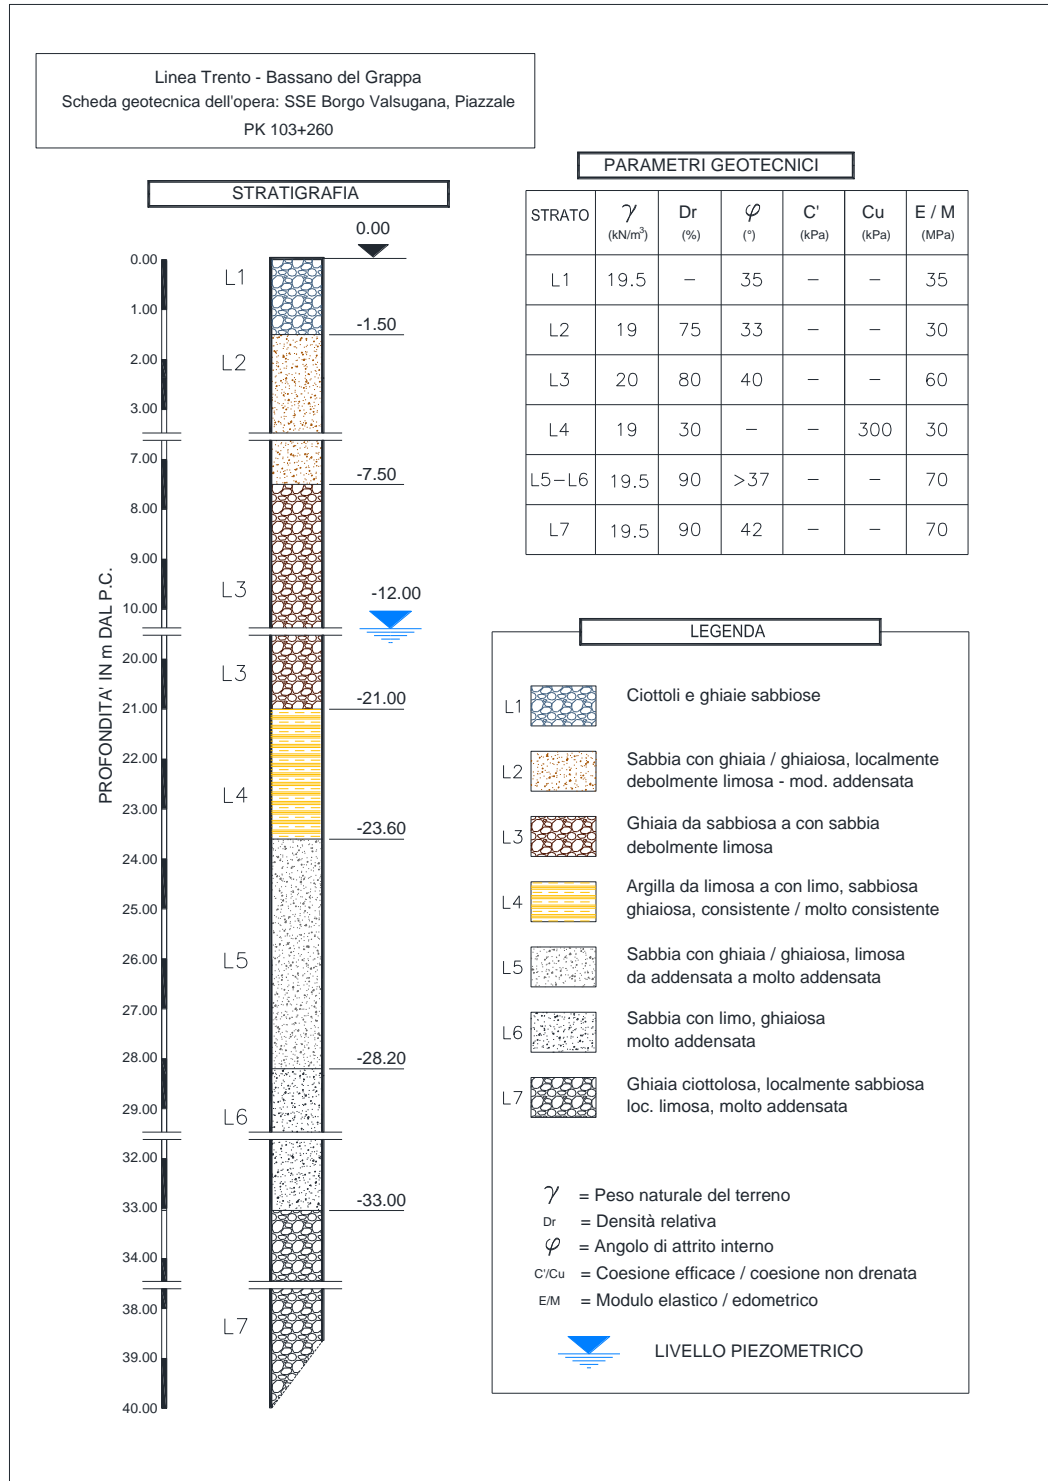 Linea Trento - Bassano del Grappa
Scheda geotecnica dell'opera: SSE Borgo Valsugana, Piazzale
PK 103+260
STRATIGRAFIA
0.00
PROFONDITA' IN m DAL P.C.
0.00
1.00
2.00
3.00
7.00
8.00
9.00
10.00
20.00
21.00
22.00
23.00
24.00
25.00
26.00
27.00
28.00
29.00
32.00
33.00
34.00
38.00
39.00
40.00
L1
L2
L3
L3
L4
L5
L6
L7
-1.50
-7.50
-12.00
-21.00
-23.60
-28.20
-33.00
PARAMETRI GEOTECNICI
STRATO γ Dr φ C' Cu E / M
(kN/m³) (%) (°) (kPa) (kPa) (MPa)
L1 19.5 – 35 – – 35
L2 19 75 33 – – 30
L3 20 80 40 – – 60
L4 19 30 – – 300 30
L5–L6 19.5 90 >37 – – 70
L7 19.5 90 42 – – 70
LEGENDA
L1 Ciottoli e ghiaie sabbiose
L2 Sabbia con ghiaia / ghiaiosa, localmente
debolmente limosa - mod. addensata
L3 Ghiaia da sabbiosa a con sabbia
debolmente limosa
L4 Argilla da limosa a con limo, sabbiosa
ghiaiosa, consistente / molto consistente
L5 Sabbia con ghiaia / ghiaiosa, limosa
da addensata a molto addensata
L6 Sabbia con limo, ghiaiosa
molto addensata
L7 Ghiaia ciottolosa, localmente sabbiosa
loc. limosa, molto addensata
γ = Peso naturale del terreno
Dr = Densità relativa
φ = Angolo di attrito interno
C'/Cu = Coesione efficace / coesione non drenata
E/M = Modulo elastico / edometrico
LIVELLO PIEZOMETRICO